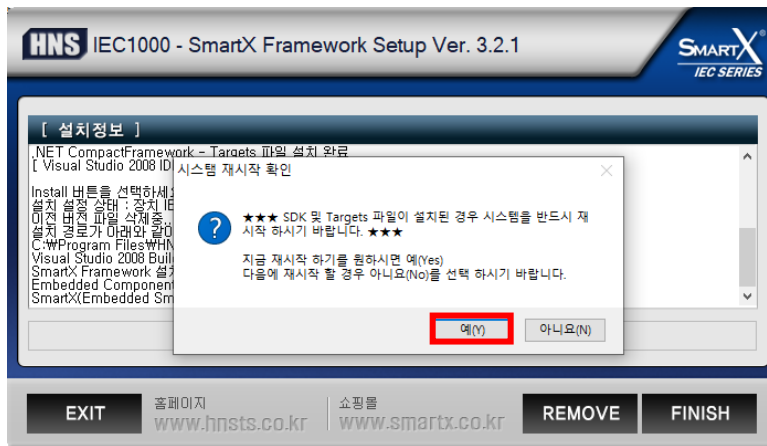 HNS IEC1000 - SmartX Framework Setup Ver. 3.2.1
SMARTX®
IEC SERIES
[ 설치정보 ]
.NET CompactFramework - Targets 파일 설치 완료
[ Visual Studio 2008 ID
Install 버튼을 선택하세
설치 설정 상태 : 장치 IE
이전 버전 파일 삭제중..
설치 경로가 아래와 같이
C:₩Program Files₩HN
Visual Studio 2008 Buil
SmartX Framework 설
Embedded Component
SmartX(Embedded Sm
시스템 재시작 확인
★★★ SDK 및 Targets 파일이 설치된 경우 시스템을 반드시 재
시작 하시기 바랍니다. ★★★
지금 재시작 하기를 원하시면 예(Yes)
다음에 재시작 할 경우 아니요(No)를 선택 하시기 바랍니다.
예(Y)
아니요(N)
EXIT
홈페이지
www.hnsts.co.kr
쇼핑몰
www.smartx.co.kr
REMOVE
FINISH